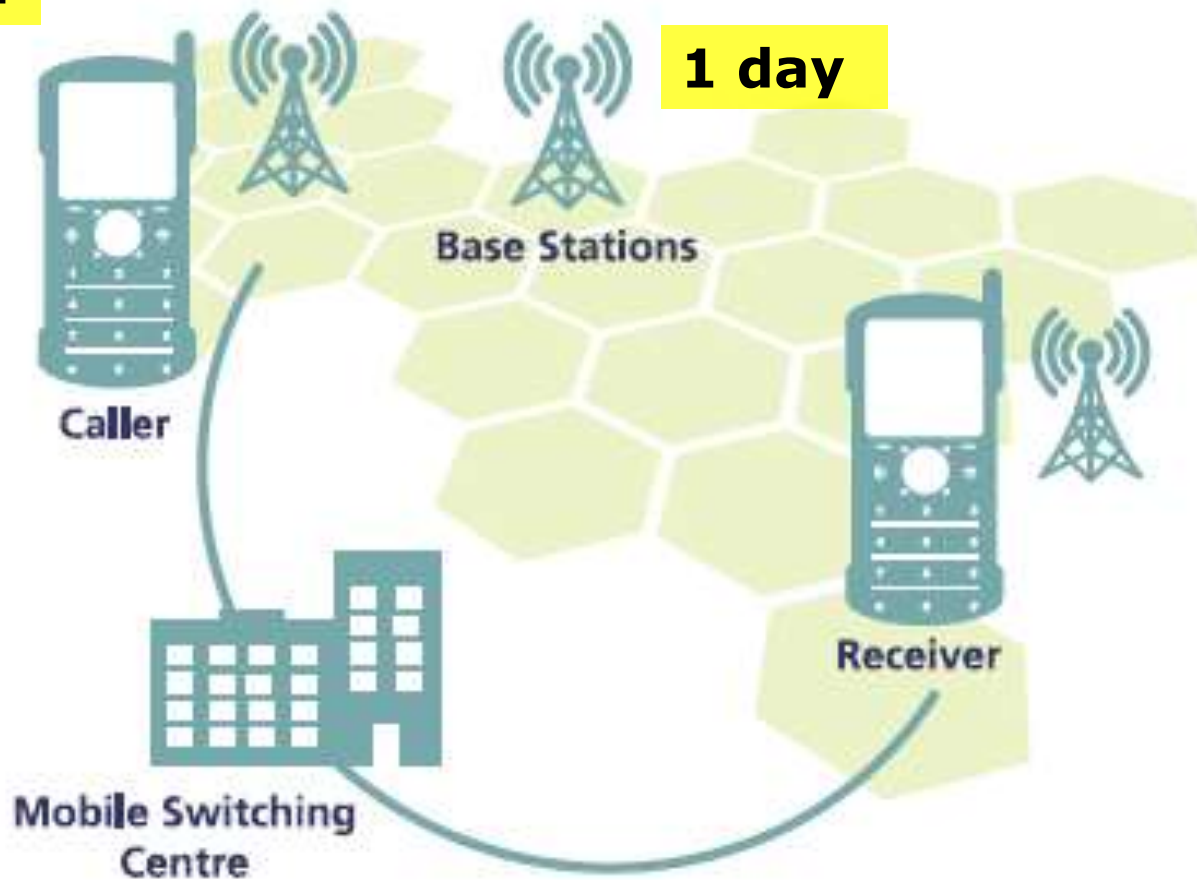 1 day
Base Stations
Caller
Receiver
Mobile Switching
Centre